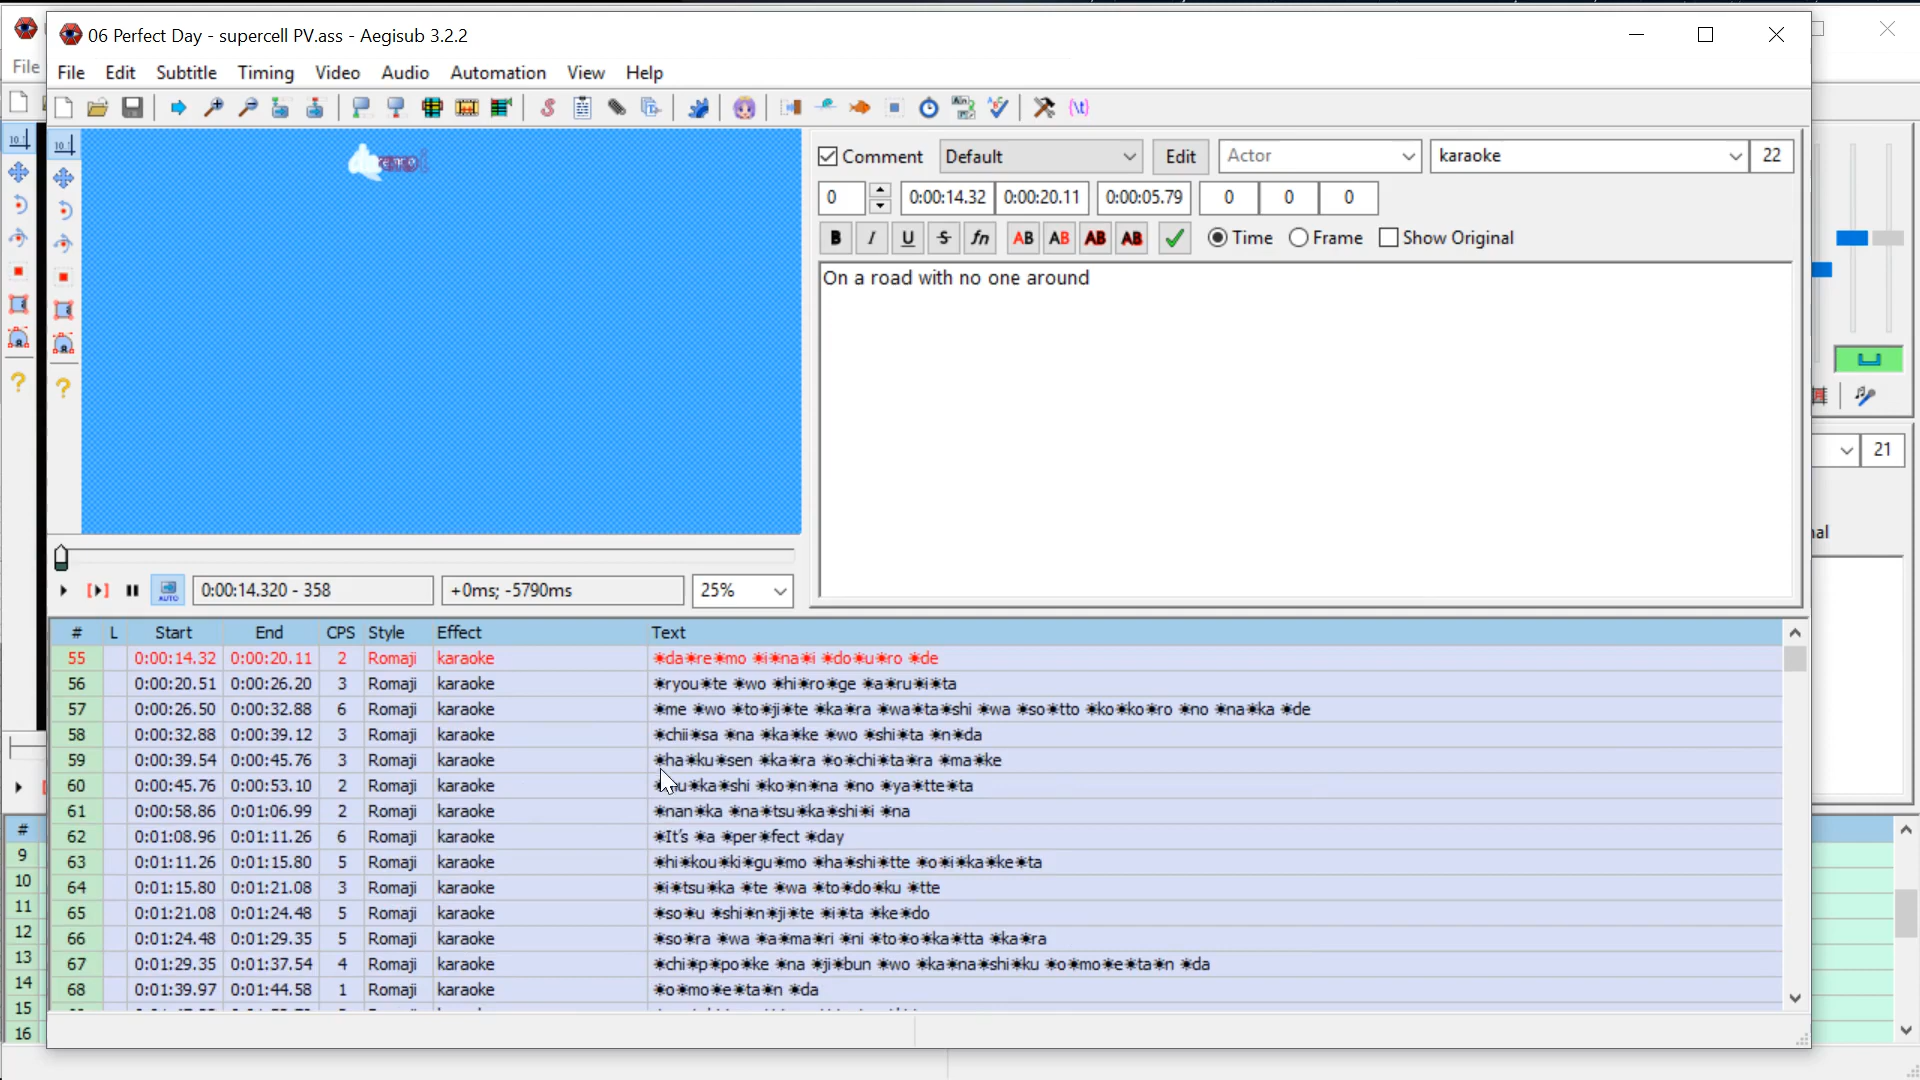 06 Perfect Day - supercell PV.ass - Aegisub 3.2.2
File
File Edit Subtitle Timing Video Audio Automation View Help
Comment Default Edit Actor karaoke 22
0 0:00:14.32 0:00:20.11 0:00:05.79 0 0 0
B I U S fn AB AB AB AB Time Frame Show Original
On a road with no one around
21
0:00:14.320 - 358 +0ms; -5790ms 25%
# L Start End CPS Style Effect Text
55 0:00:14.32 0:00:20.11 2 Romaji karaoke ☀da☀re☀mo ☀i☀na☀i ☀do☀u☀ro ☀de
56 0:00:20.51 0:00:26.20 3 Romaji karaoke ☀ryou☀te ☀wo ☀hi☀ro☀ge ☀a☀ru☀i☀ta
57 0:00:26.50 0:00:32.88 6 Romaji karaoke ☀me ☀wo ☀to☀ji☀te ☀ka☀ra ☀wa☀ta☀shi ☀wa ☀so☀tto ☀ko☀ko☀ro ☀no ☀na☀ka ☀de
58 0:00:32.88 0:00:39.12 3 Romaji karaoke ☀chii☀sa ☀na ☀ka☀ke ☀wo ☀shi☀ta ☀n☀da
59 0:00:39.54 0:00:45.76 3 Romaji karaoke ☀ha☀ku☀sen ☀ka☀ra ☀o☀chi☀ta☀ra ☀ma☀ke
60 0:00:45.76 0:00:53.10 2 Romaji karaoke ☀ka☀shi ☀ko☀n☀na ☀no ☀ya☀tte☀ta
61 0:00:58.86 0:01:06.99 2 Romaji karaoke ☀nan☀ka ☀na☀tsu☀ka☀shi☀i ☀na
62 0:01:08.96 0:01:11.26 6 Romaji karaoke ☀It's ☀a ☀per☀fect ☀day
63 0:01:11.26 0:01:15.80 5 Romaji karaoke ☀hi☀kou☀ki☀gu☀mo ☀ha☀shi☀tte ☀o☀i☀ka☀ke☀ta
64 0:01:15.80 0:01:21.08 3 Romaji karaoke ☀i☀tsu☀ka ☀te ☀wa ☀to☀do☀ku ☀tte
65 0:01:21.08 0:01:24.48 5 Romaji karaoke ☀so☀u ☀shi☀n☀ji☀te ☀i☀ta ☀ke☀do
66 0:01:24.48 0:01:29.35 5 Romaji karaoke ☀so☀ra ☀wa ☀a☀ma☀ri ☀ni ☀to☀o☀ka☀tta ☀ka☀ra
67 0:01:29.35 0:01:37.54 4 Romaji karaoke ☀chi☀p☀po☀ke ☀na ☀ji☀bun ☀wo ☀ka☀na☀shi☀ku ☀o☀mo☀e☀ta☀n ☀da
68 0:01:39.97 0:01:44.58 1 Romaji karaoke ☀o☀mo☀e☀ta☀n ☀da
#
9
10
11
12
13
14
15
16